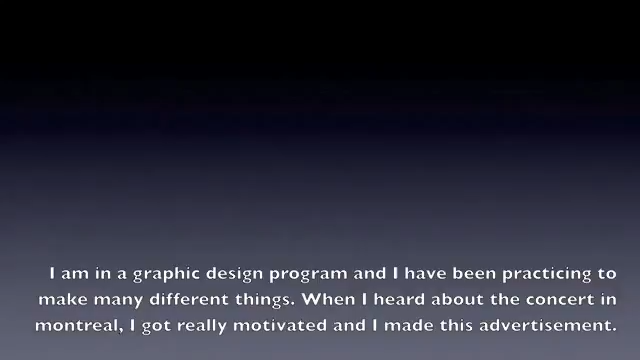 I am in a graphic design program and I have been practicing to
make many different things. When I heard about the concert in
montreal, I got really motivated and I made this advertisement.